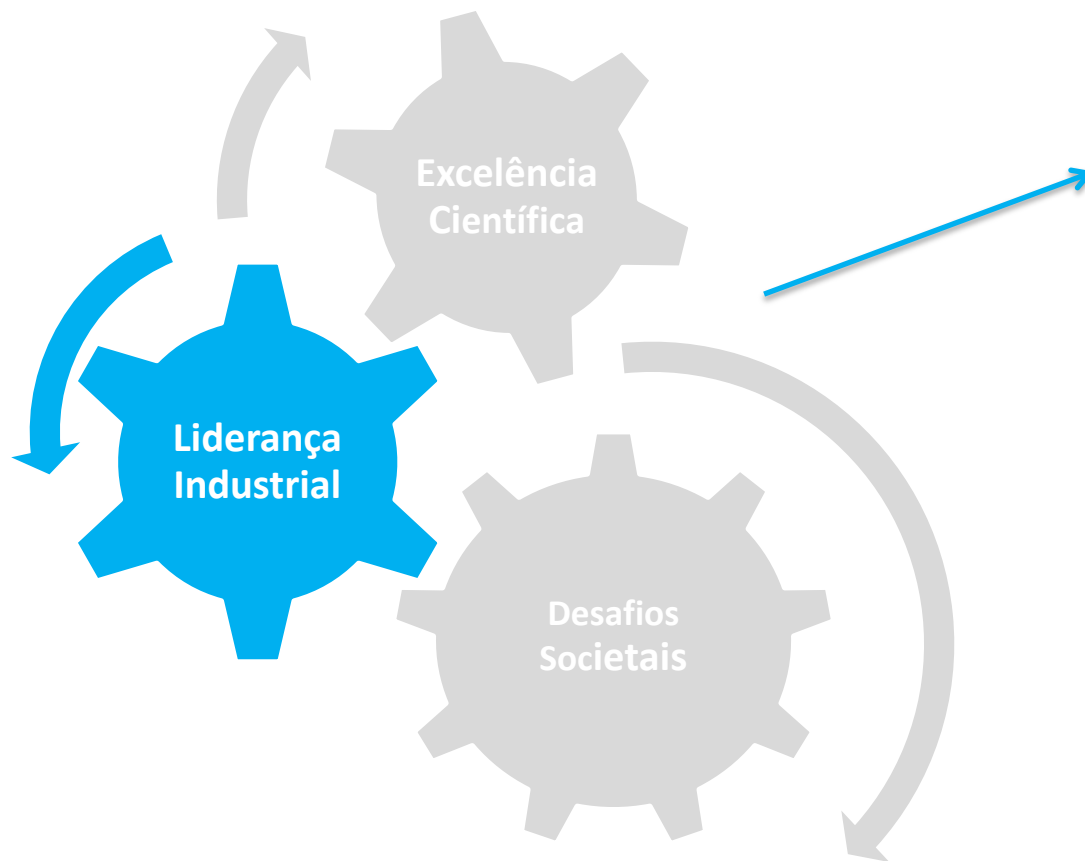 Excelência
Científica
Liderança
Industrial
Desafios
Societais